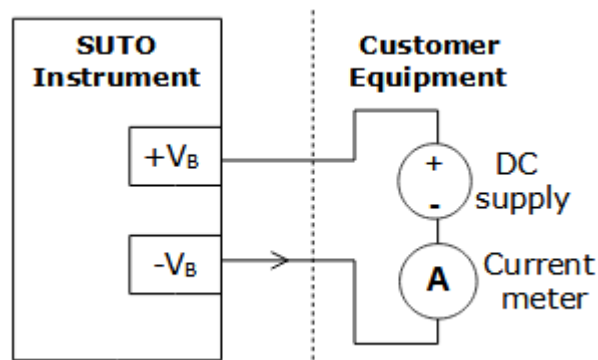 SUTO
Instrument
Customer
Equipment
+VB
-VB
+
-
DC
supply
A
Current
meter